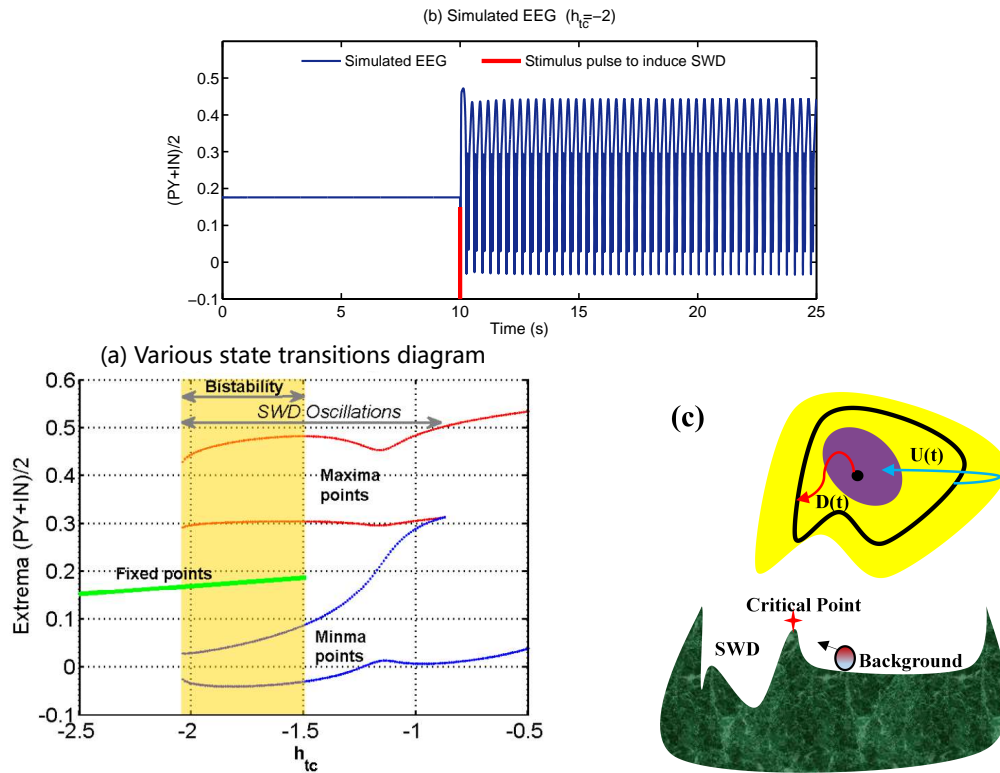 (b) Simulated EEG (h_tc=−2)
Simulated EEG
Stimulus pulse to induce SWD
0.5
0.4
0.3
0.2
0.1
0
−0.1
(PY+IN)/2
0
5
10
15
20
25
Time (s)
(a) Various state transitions diagram
0.6
0.5
0.4
0.3
0.2
0.1
0
-0.1
Extrema (PY+IN)/2
Bistability
SWD Oscillations
Maxima
points
Fixed points
Minma
points
-2.5
-2
-1.5
-1
-0.5
h_tc
(c)
U(t)
D(t)
Critical Point
SWD
Background